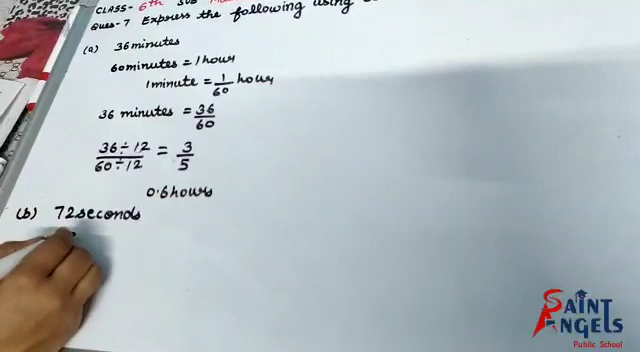 CLASS- 6th SUB
Ques-7 Express the following using
(a) 36 minutes
60 minutes = 1 hour
1 minute = 1/60 hour
36 minutes = 36/60
36÷12/60÷12 = 3/5
0.6 hours
(b) 72 seconds
SAINT ANGELS
Public School